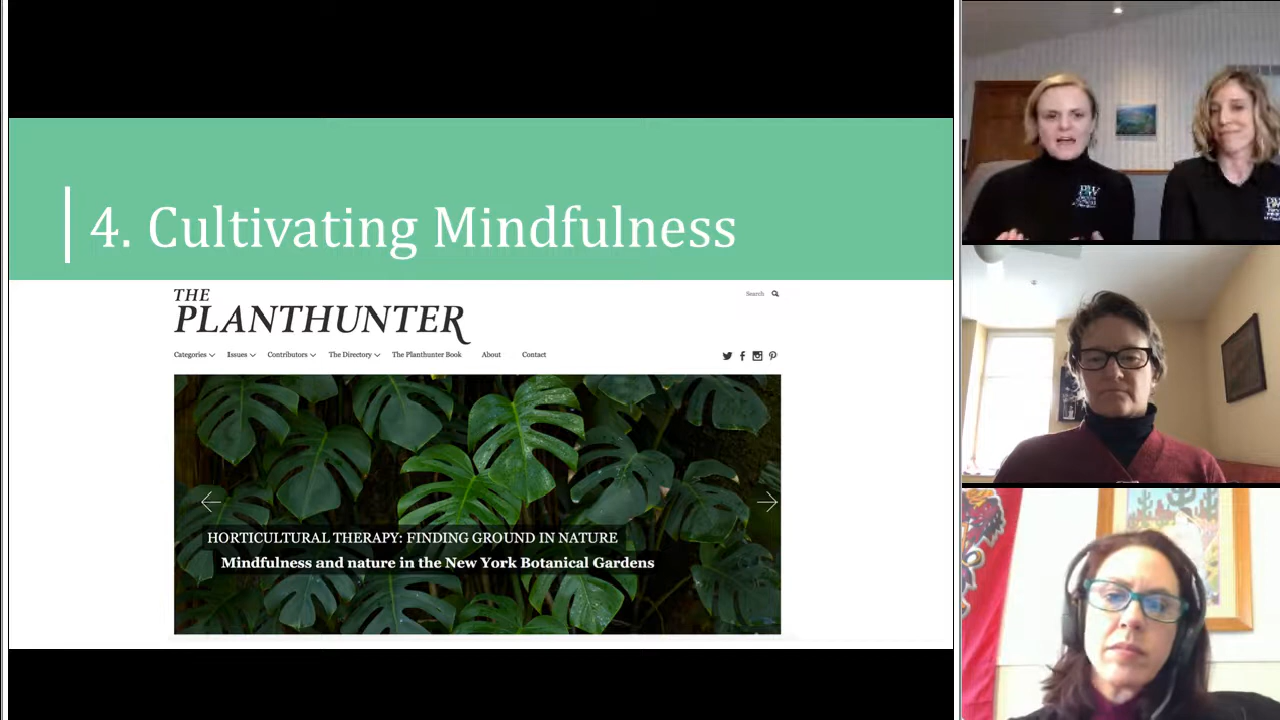 4. Cultivating Mindfulness
THE
PLANTHUNTER
Search
Categories Issues Contributors The Directory The Planthunter Book About Contact
HORTICULTURAL THERAPY: FINDING GROUND IN NATURE
Mindfulness and nature in the New York Botanical Gardens